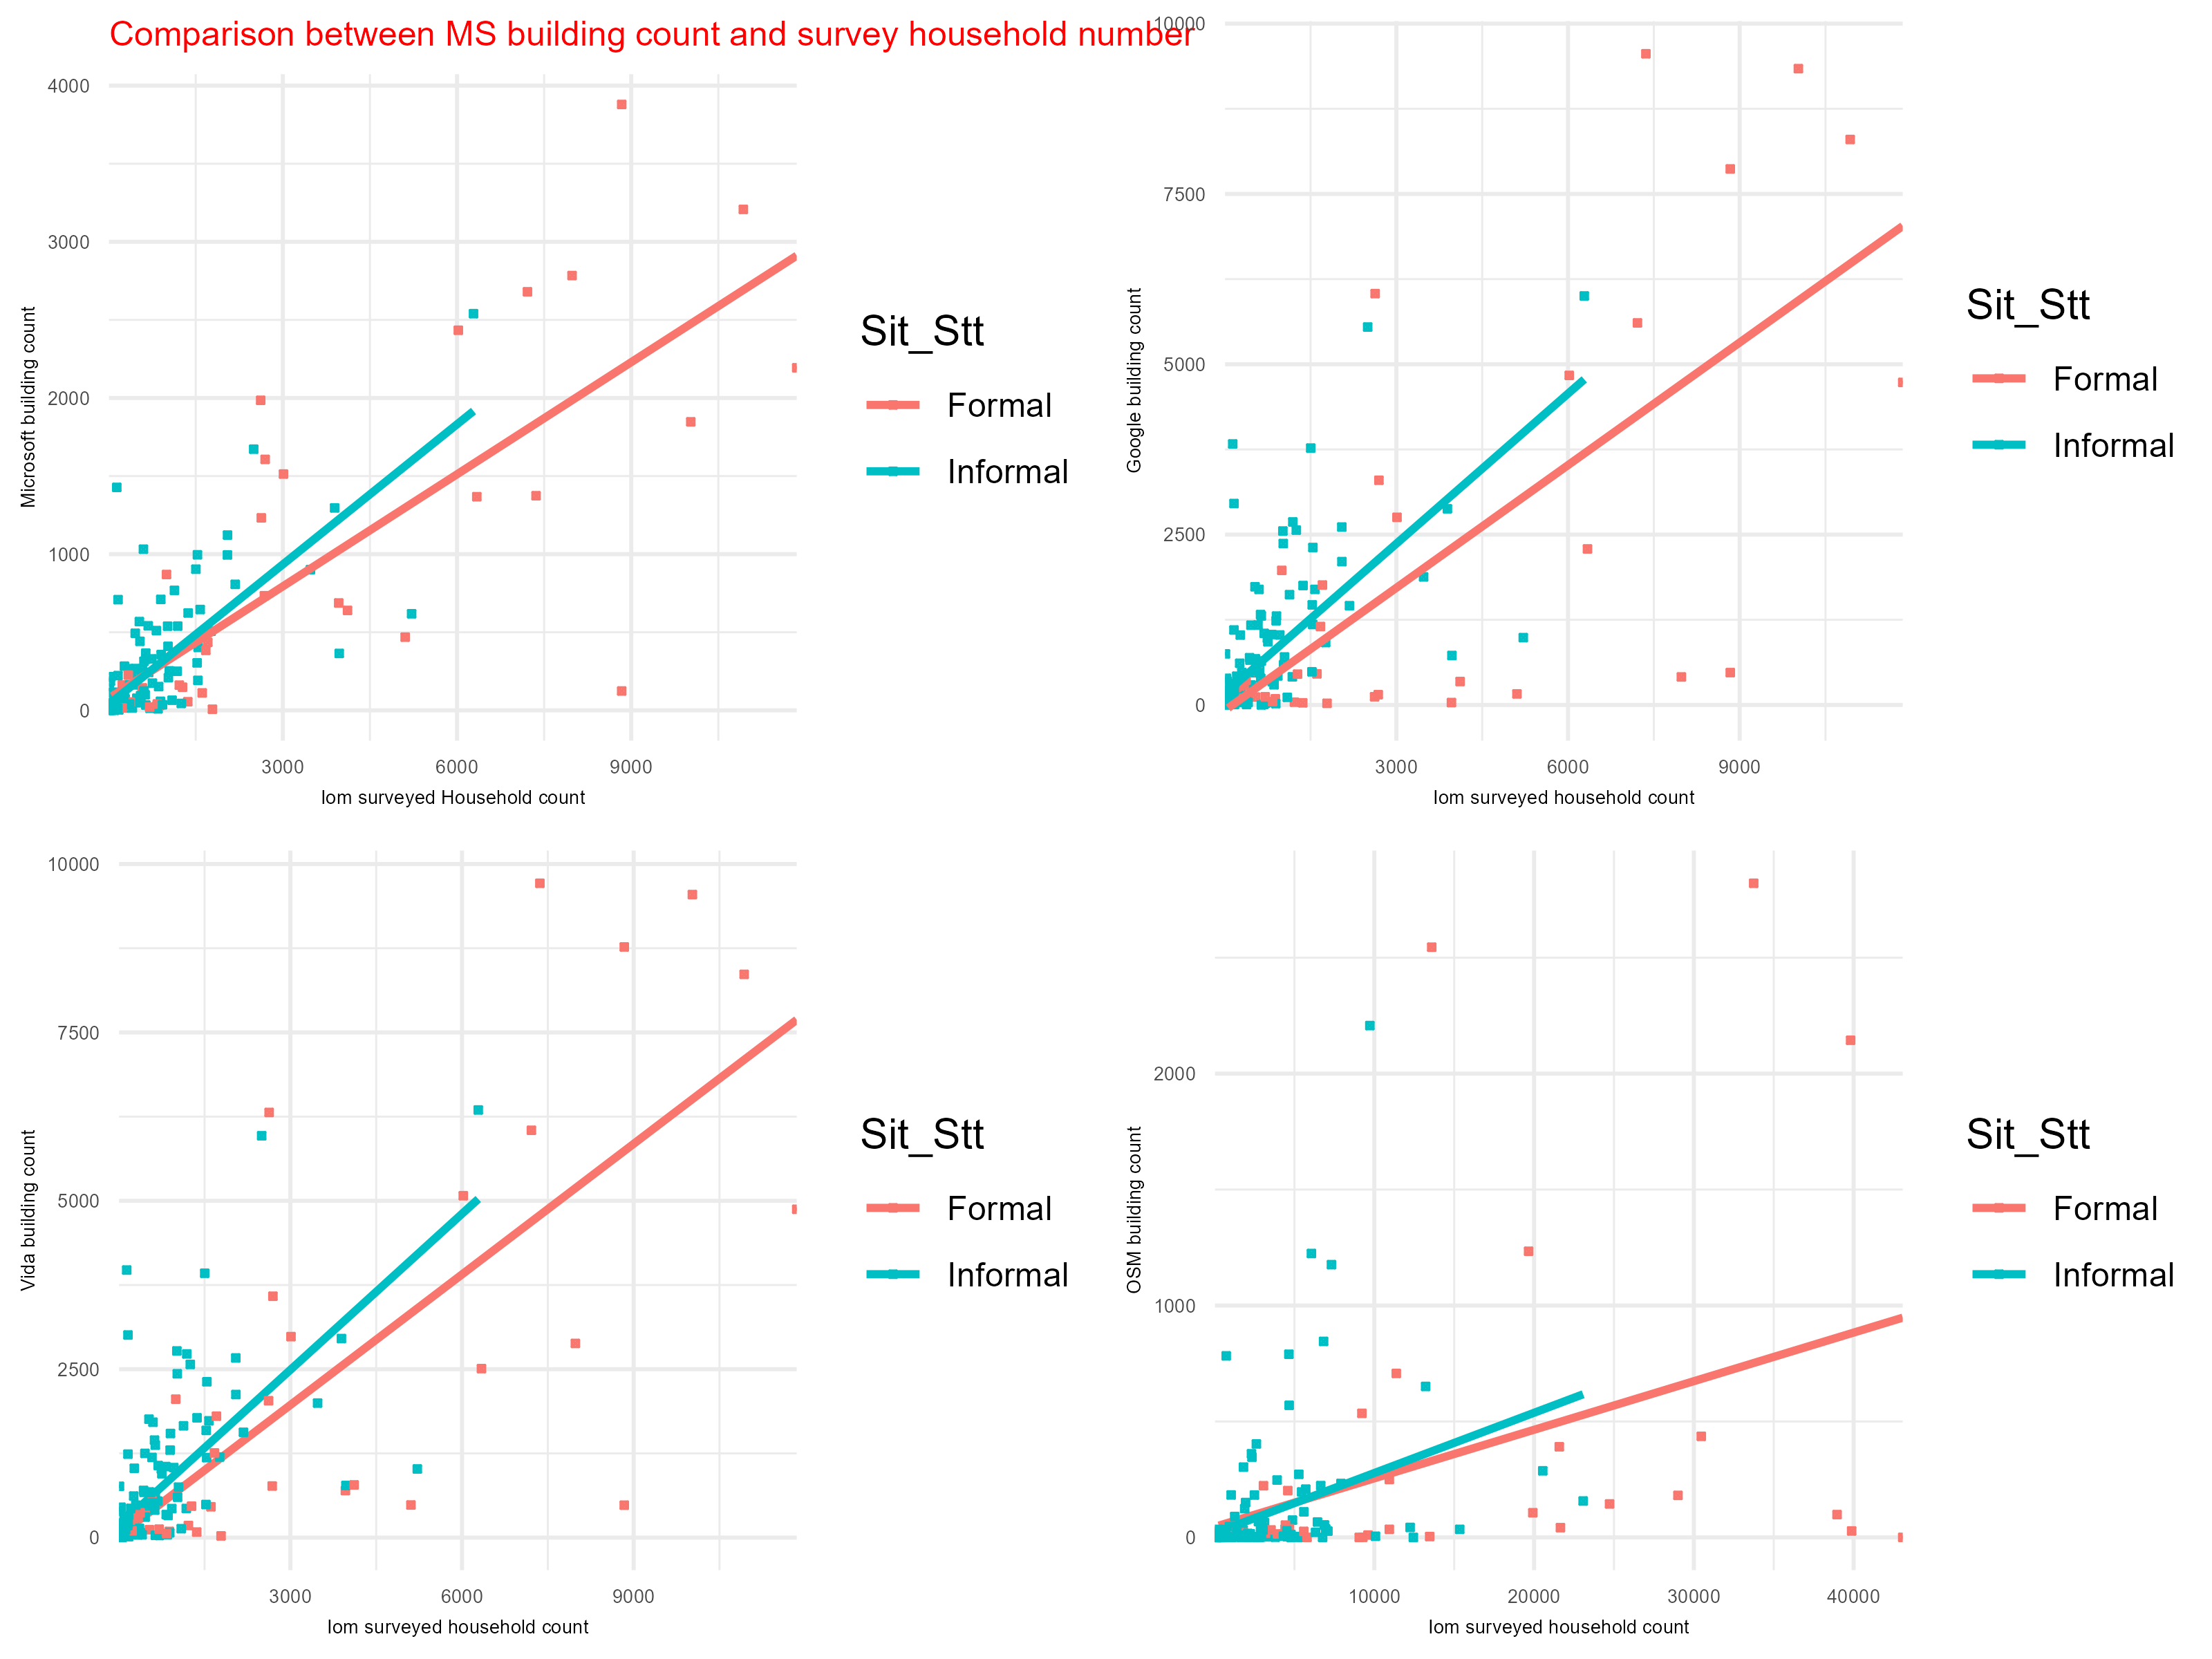 Comparison between MS building count and survey household number
4000
3000
2000
1000
0
Microsoft building count
3000
6000
9000
Iom surveyed Household count
Sit_Stt
Formal
Informal
10000
7500
5000
2500
0
Google building count
3000
6000
9000
Iom surveyed household count
Sit_Stt
Formal
Informal
10000
7500
5000
2500
0
Vida building count
3000
6000
9000
Iom surveyed household count
Sit_Stt
Formal
Informal
2000
1000
0
OSM building count
10000
20000
30000
40000
Iom surveyed household count
Sit_Stt
Formal
Informal